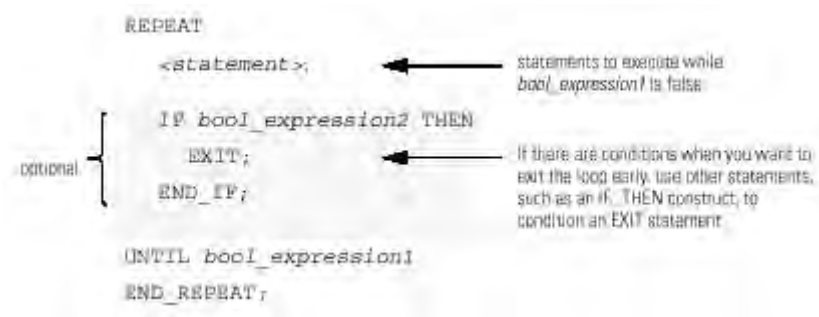 REPEAT
<statement>;
statements to execute while
bool_expression1 is false
IF bool_expression2 THEN
EXIT;
END_IF;
optional
If there are conditions when you want to
exit the loop early, use other statements,
such as an IF...THEN construct, to
condition an EXIT statement
UNTIL bool_expression1
END_REPEAT;